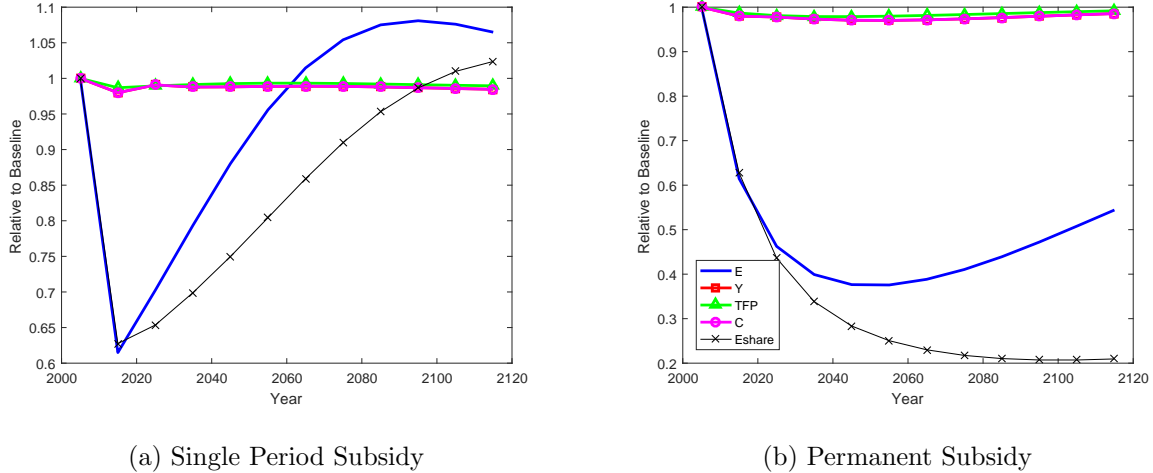 1.1
1.05
1
0.95
0.9
0.85
0.8
0.75
0.7
0.65
0.6
Relative to Baseline
2000 2020 2040 2060 2080 2100 2120
Year
(a) Single Period Subsidy
1
0.9
0.8
0.7
0.6
0.5
0.4
0.3
0.2
Relative to Baseline
E
Y
TFP
C
Eshare
2000 2020 2040 2060 2080 2100 2120
Year
(b) Permanent Subsidy